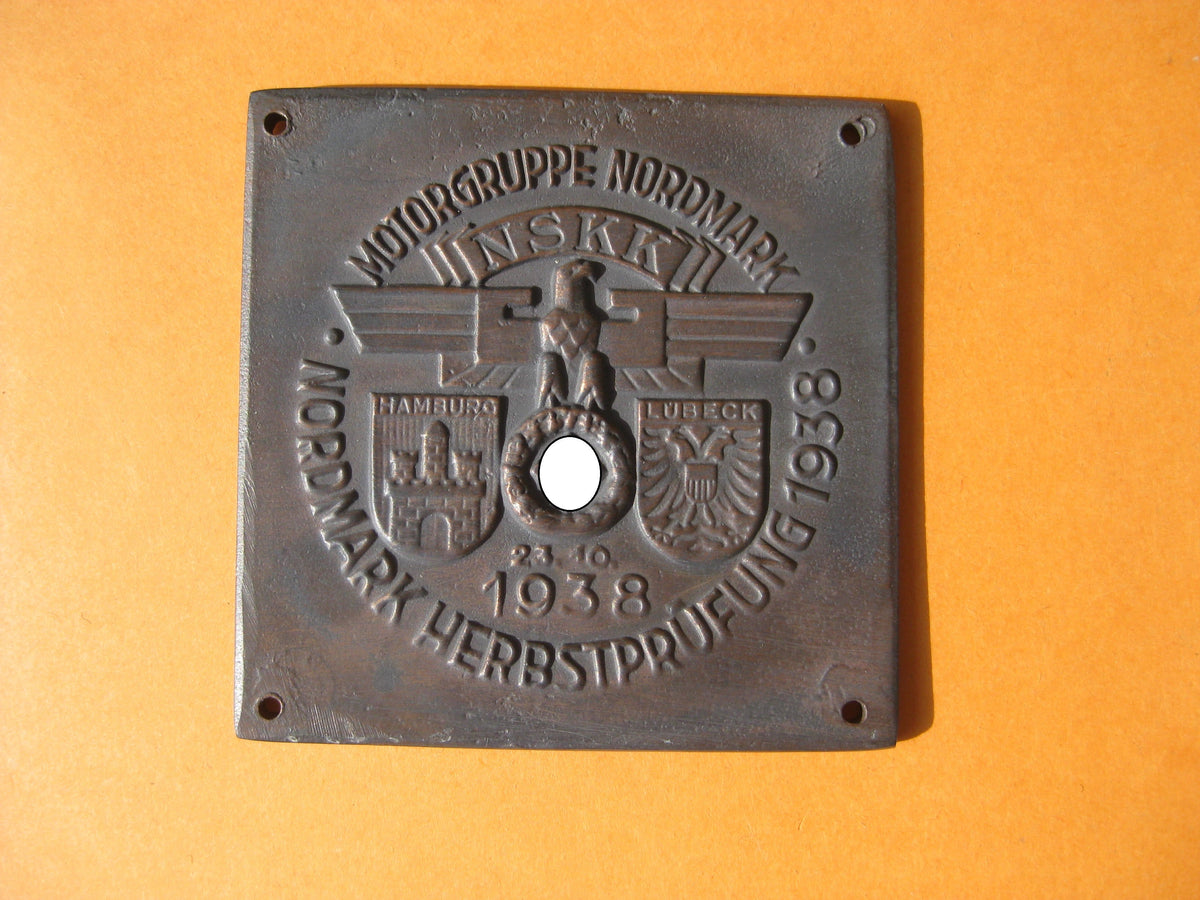 MOTORGRUPPE NORDMARK
NSKK
HAMBURG
LÜBECK
23.10.
1938
• NORDMARK HERBSTPRÜFUNG 1938 •